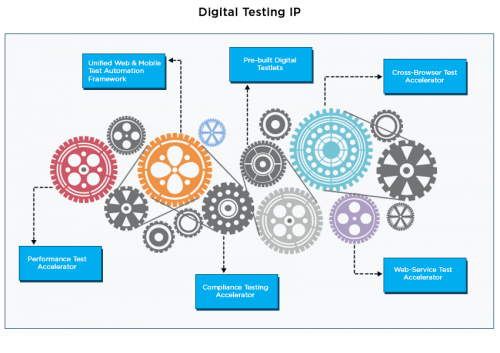 Digital Testing IP
Unified Web & Mobile
Test Automation
Framework
Pre-built Digital
Testlets
Cross-Browser Test
Accelerator
Performance Test
Accelerator
Compliance Testing
Accelerator
Web-Service Test
Accelerator